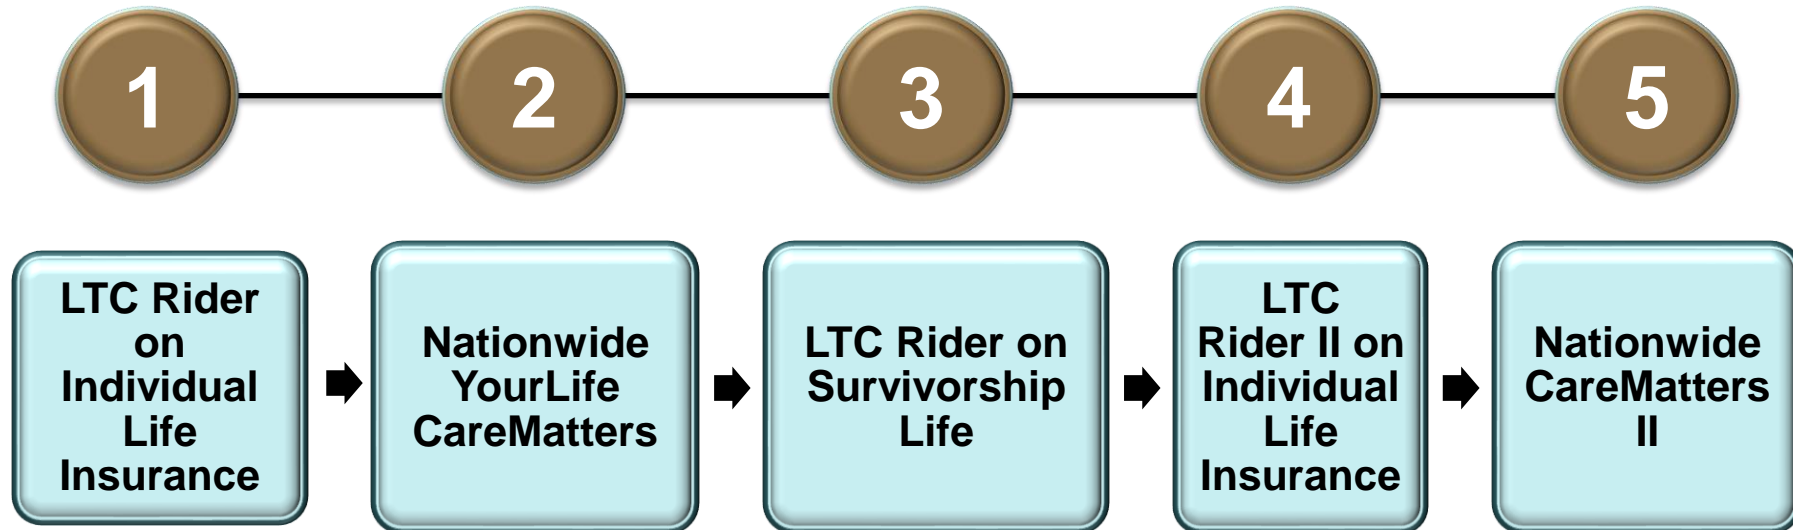 1
2
3
4
5
LTC Rider
on
Individual
Life
Insurance
Nationwide
YourLife
CareMatters
LTC Rider on
Survivorship
Life
LTC
Rider II on
Individual
Life
Insurance
Nationwide
CareMatters
II